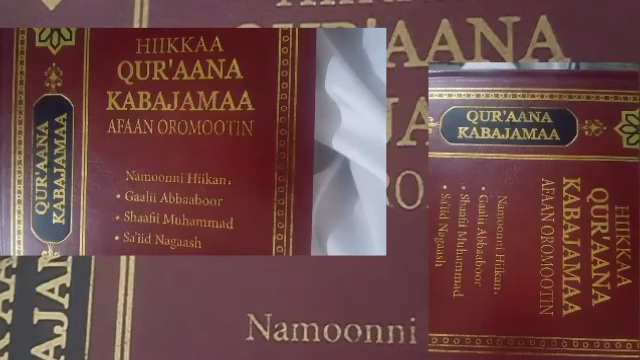 HIIKKAA
QUR'AANA
KABAJAMAA
AFAAN OROMOOTIN
Namoonni Hiikan:
• Gaalii Abbaaboor
• Shaafii Muhammad
• Sa'iid Nagaash
QUR'AANA
KABAJAMAA
QUR'AANA
KABAJAMAA
HIIKKAA
QUR'AANA
KABAJAMAA
AFAAN OROMOOTIN
Namoonni Hiikan:
• Gaalii Abbaaboor
• Shaafii Muhammad
• Sa'iid Nagaash
Namoonni